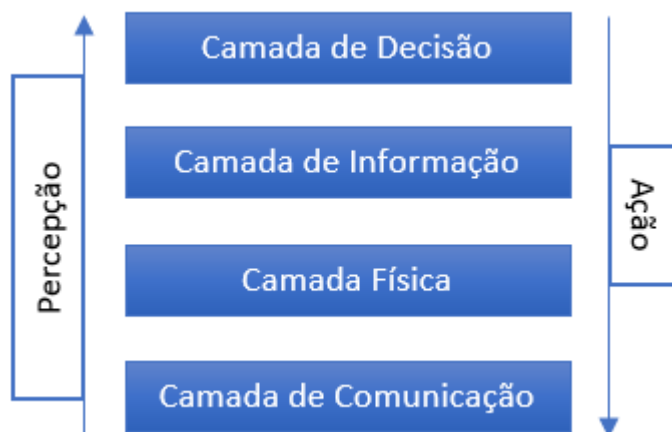 Camada de Decisão
Camada de Informação
Camada Física
Camada de Comunicação
Percepção
Ação